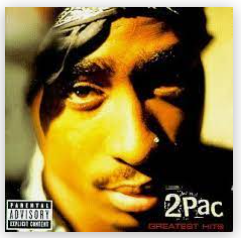 2Pac
GREATEST HITS
PARENTAL
ADVISORY
EXPLICIT CONTENT